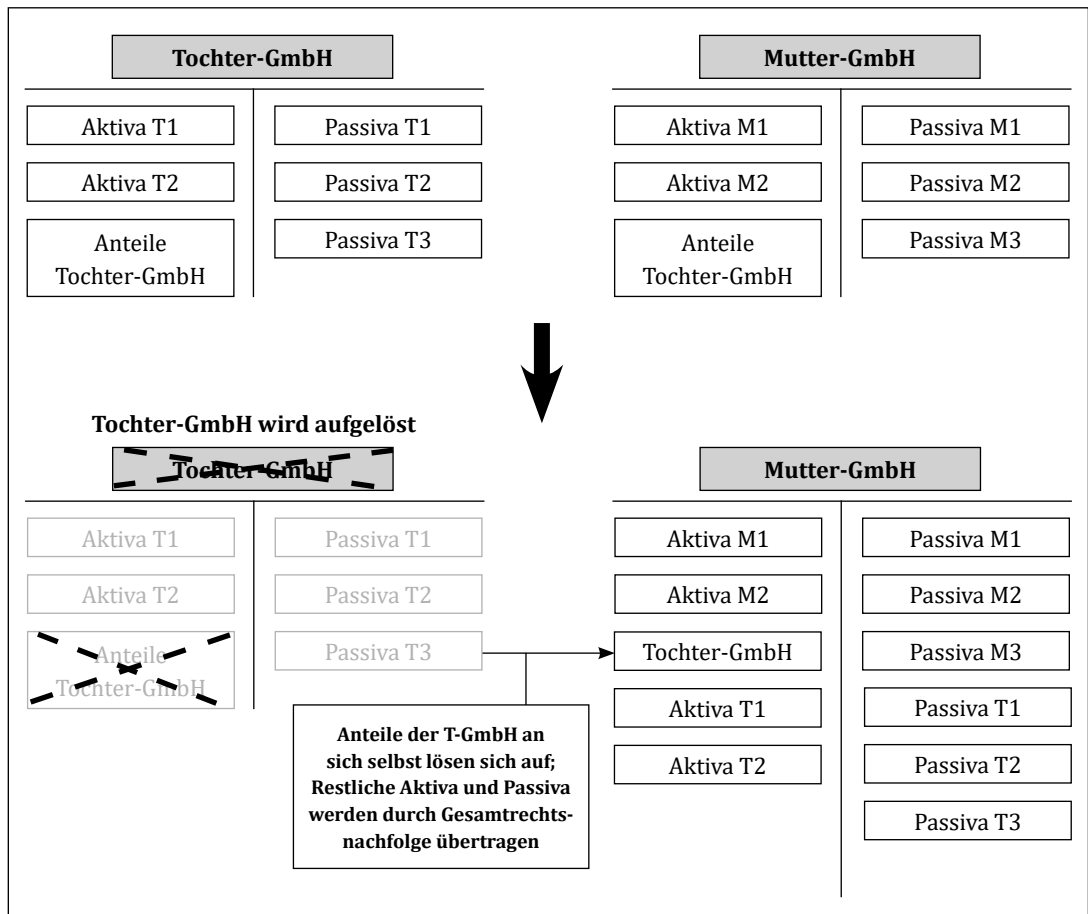 Tochter-GmbH
Aktiva T1
Passiva T1
Aktiva T2
Passiva T2
Anteile
Tochter-GmbH
Passiva T3
Mutter-GmbH
Aktiva M1
Passiva M1
Aktiva M2
Passiva M2
Anteile
Tochter-GmbH
Passiva M3
Tochter-GmbH wird aufgelöst
Tochter-GmbH
Aktiva T1
Passiva T1
Aktiva T2
Passiva T2
Anteile
Tochter-GmbH
Passiva T3
Anteile der T-GmbH an
sich selbst lösen sich auf;
Restliche Aktiva und Passiva
werden durch Gesamtrechts-
nachfolge übertragen
Mutter-GmbH
Aktiva M1
Passiva M1
Aktiva M2
Passiva M2
Tochter-GmbH
Passiva M3
Aktiva T1
Passiva T1
Aktiva T2
Passiva T2
Passiva T3